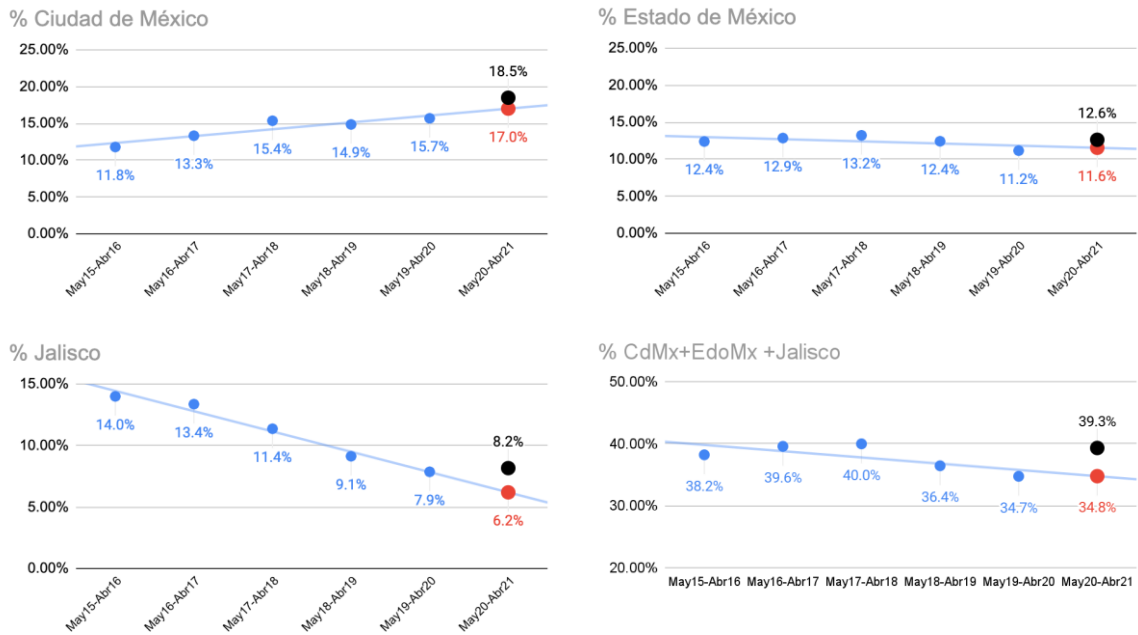 % Ciudad de México
25.00%
20.00%
15.00%
10.00%
5.00%
0.00%
11.8%
13.3%
15.4%
14.9%
15.7%
18.5%
17.0%
May15-Abr16
May16-Abr17
May17-Abr18
May18-Abr19
May19-Abr20
May20-Abr21
% Estado de México
25.00%
20.00%
15.00%
10.00%
5.00%
0.00%
12.4%
12.9%
13.2%
12.4%
11.2%
12.6%
11.6%
May15-Abr16
May16-Abr17
May17-Abr18
May18-Abr19
May19-Abr20
May20-Abr21
% Jalisco
15.00%
10.00%
5.00%
0.00%
14.0%
13.4%
11.4%
9.1%
7.9%
8.2%
6.2%
May15-Abr16
May16-Abr17
May17-Abr18
May18-Abr19
May19-Abr20
May20-Abr21
% CdMx+EdoMx +Jalisco
50.00%
40.00%
30.00%
20.00%
38.2%
39.6%
40.0%
36.4%
34.7%
39.3%
34.8%
May15-Abr16 May16-Abr17 May17-Abr18 May18-Abr19 May19-Abr20 May20-Abr21